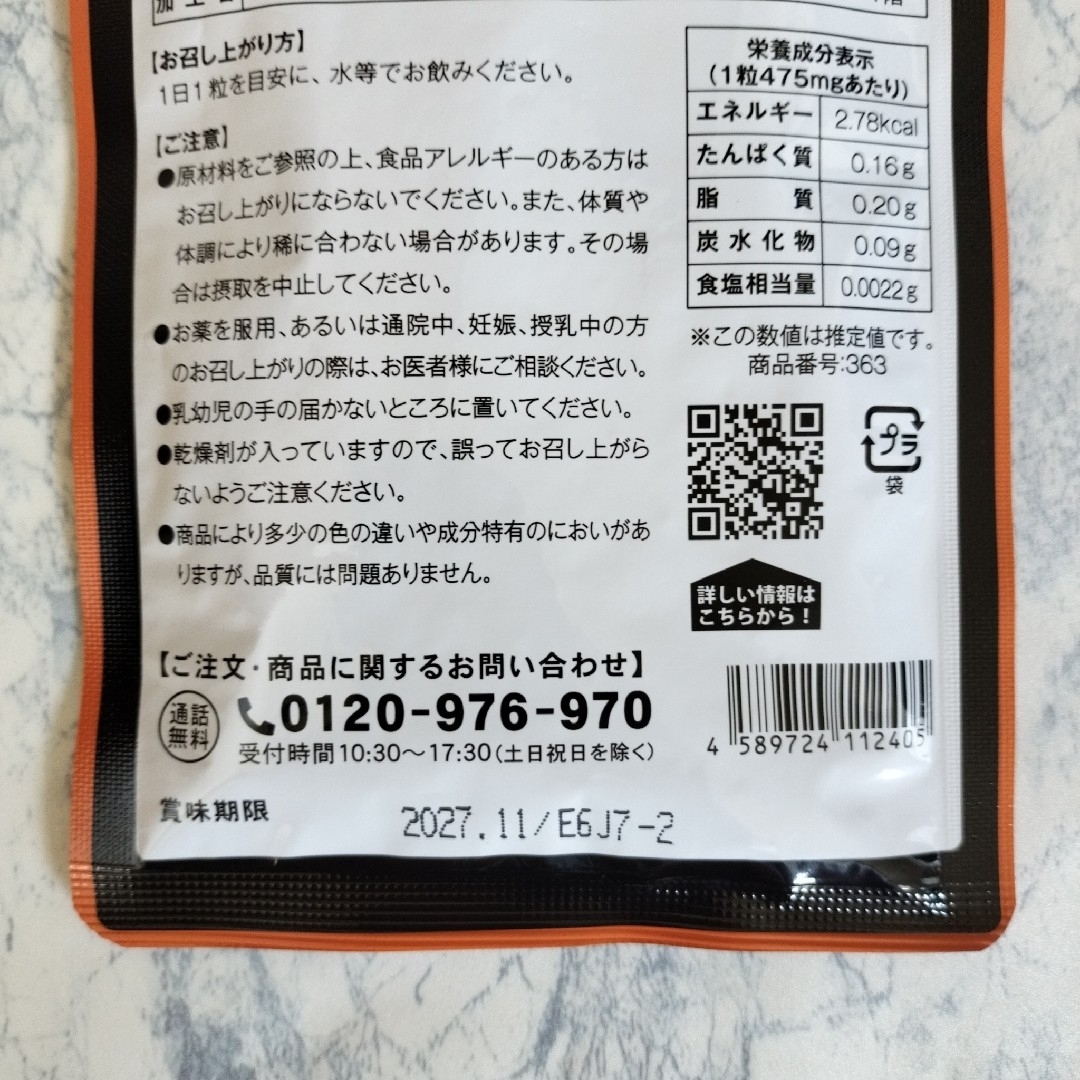 【お召し上がり方】
1日1粒を目安に、水等でお飲みください。
【ご注意】
●原材料をご参照の上、食品アレルギーのある方は
お召し上がりにならないでください。また、体質や
体調により稀に合わない場合があります。その場
合は摂取を中止してください。
●お薬を服用、あるいは通院中、妊娠、授乳中の方
のお召し上がりの際は、お医者様にご相談ください。
●乳幼児の手の届かないところに置いてください。
●乾燥剤が入っていますので、誤ってお召し上がら
ないようご注意ください。
●商品により多少の色の違いや成分特有のにおいがあ
りますが、品質には問題ありません。
栄養成分表示
(1粒475mgあたり)
エネルギー 2.78kcal
たんぱく質 0.16g
脂質 0.20g
炭水化物 0.09g
食塩相当量 0.0022g
※この数値は推定値です。
商品番号:363
プラ
袋
詳しい情報は
こちらから!
【ご注文・商品に関するお問い合わせ】
通話
無料
0120-976-970
受付時間10:30〜17:30(土日祝日を除く)
4 589724 112405
賞味期限 2027.11/E6J7-2